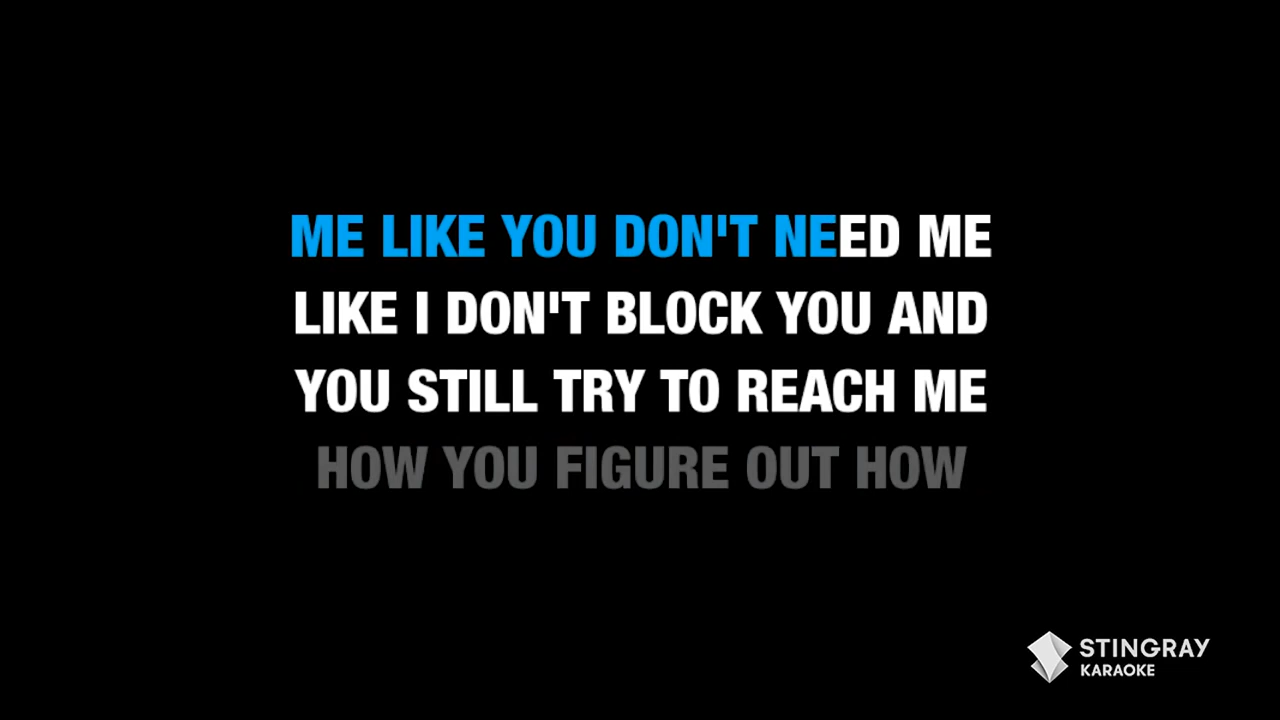 ME LIKE YOU DON'T NEED ME
LIKE I DON'T BLOCK YOU AND
YOU STILL TRY TO REACH ME
HOW YOU FIGURE OUT HOW
STINGRAY
KARAOKE